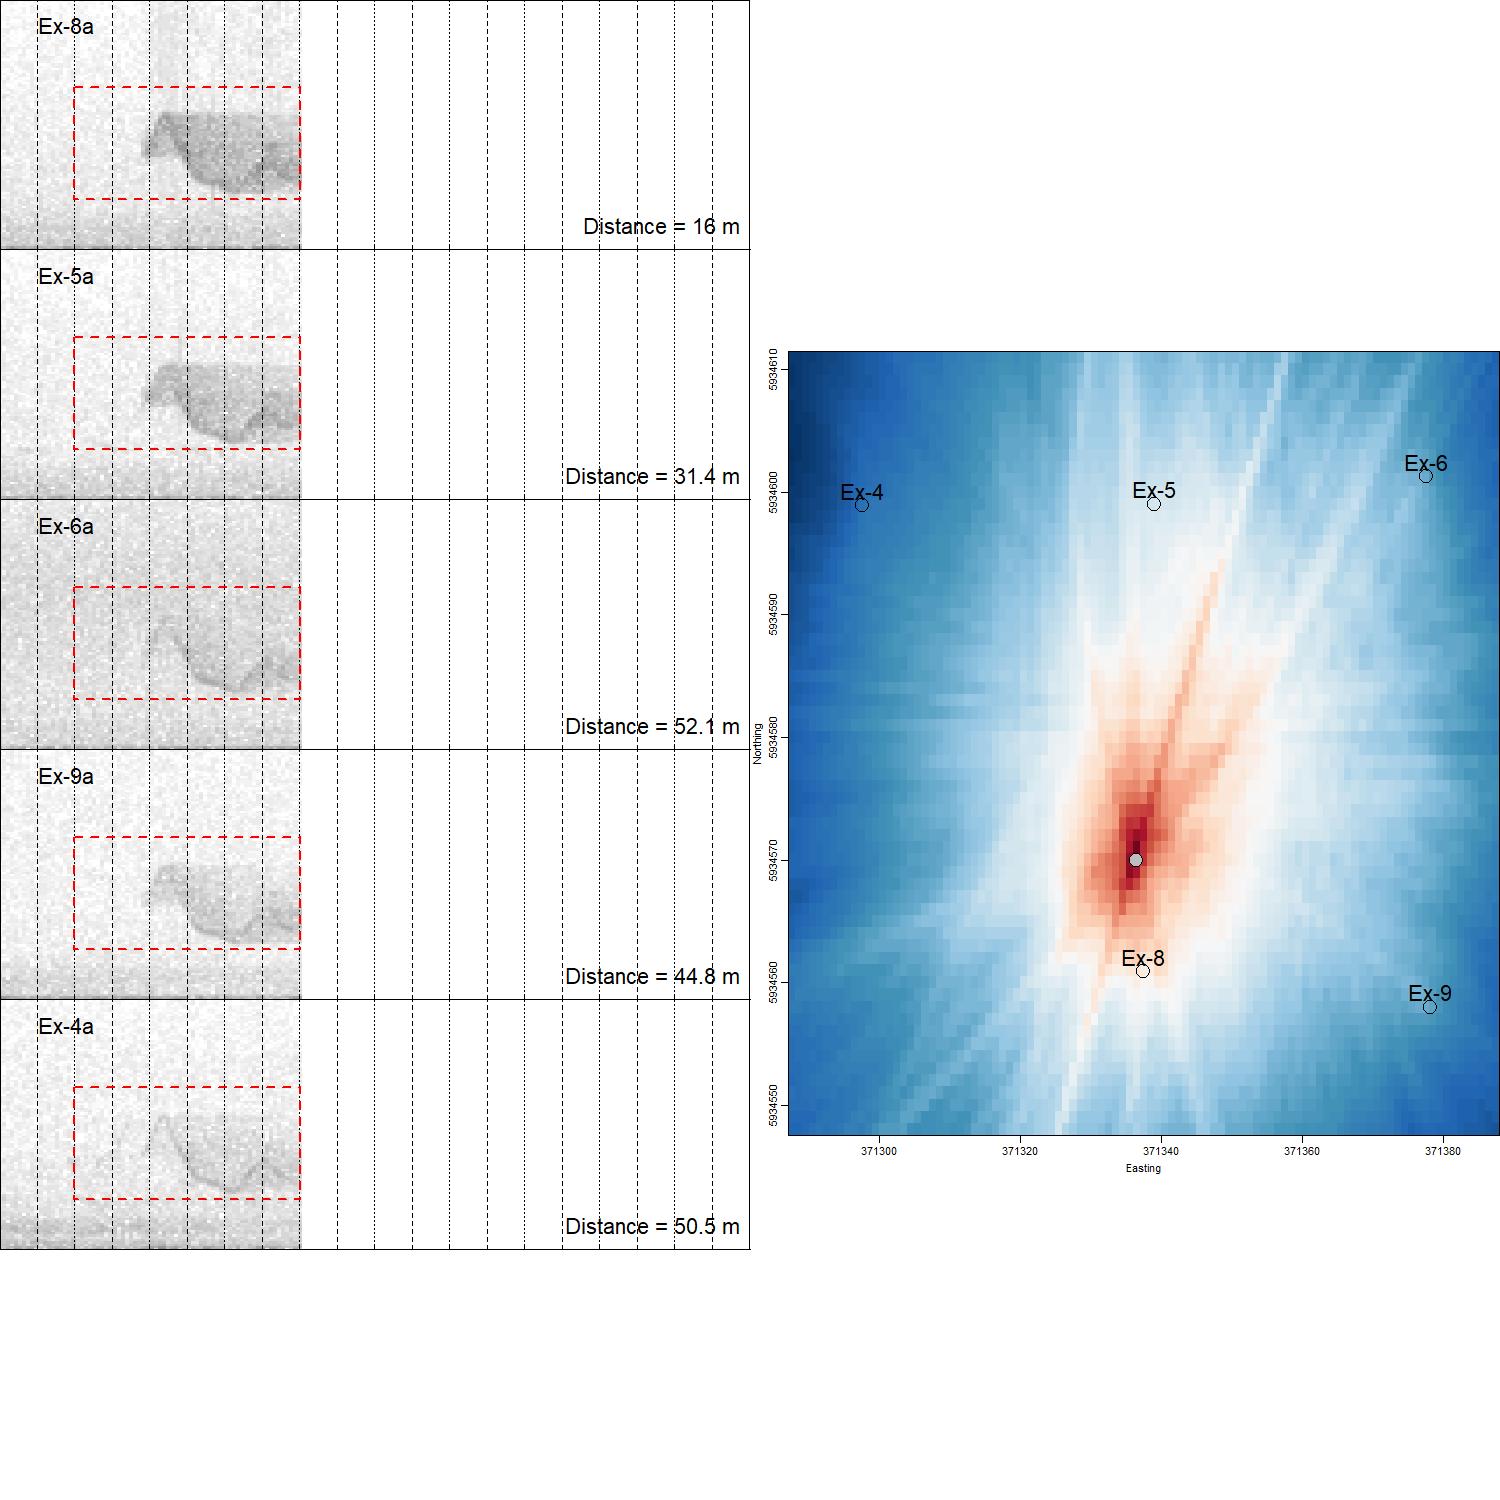 Ex-8a
Distance = 16 m
Ex-5a
Distance = 31.4 m
Ex-6a
Distance = 52.1 m
Ex-9a
Distance = 44.8 m
Ex-4a
Distance = 50.5 m
Northing
5934610
5934600
5934590
5934580
5934570
5934560
5934550
Ex-4
Ex-5
Ex-6
Ex-8
Ex-9
371300
371320
371340
371360
371380
Easting